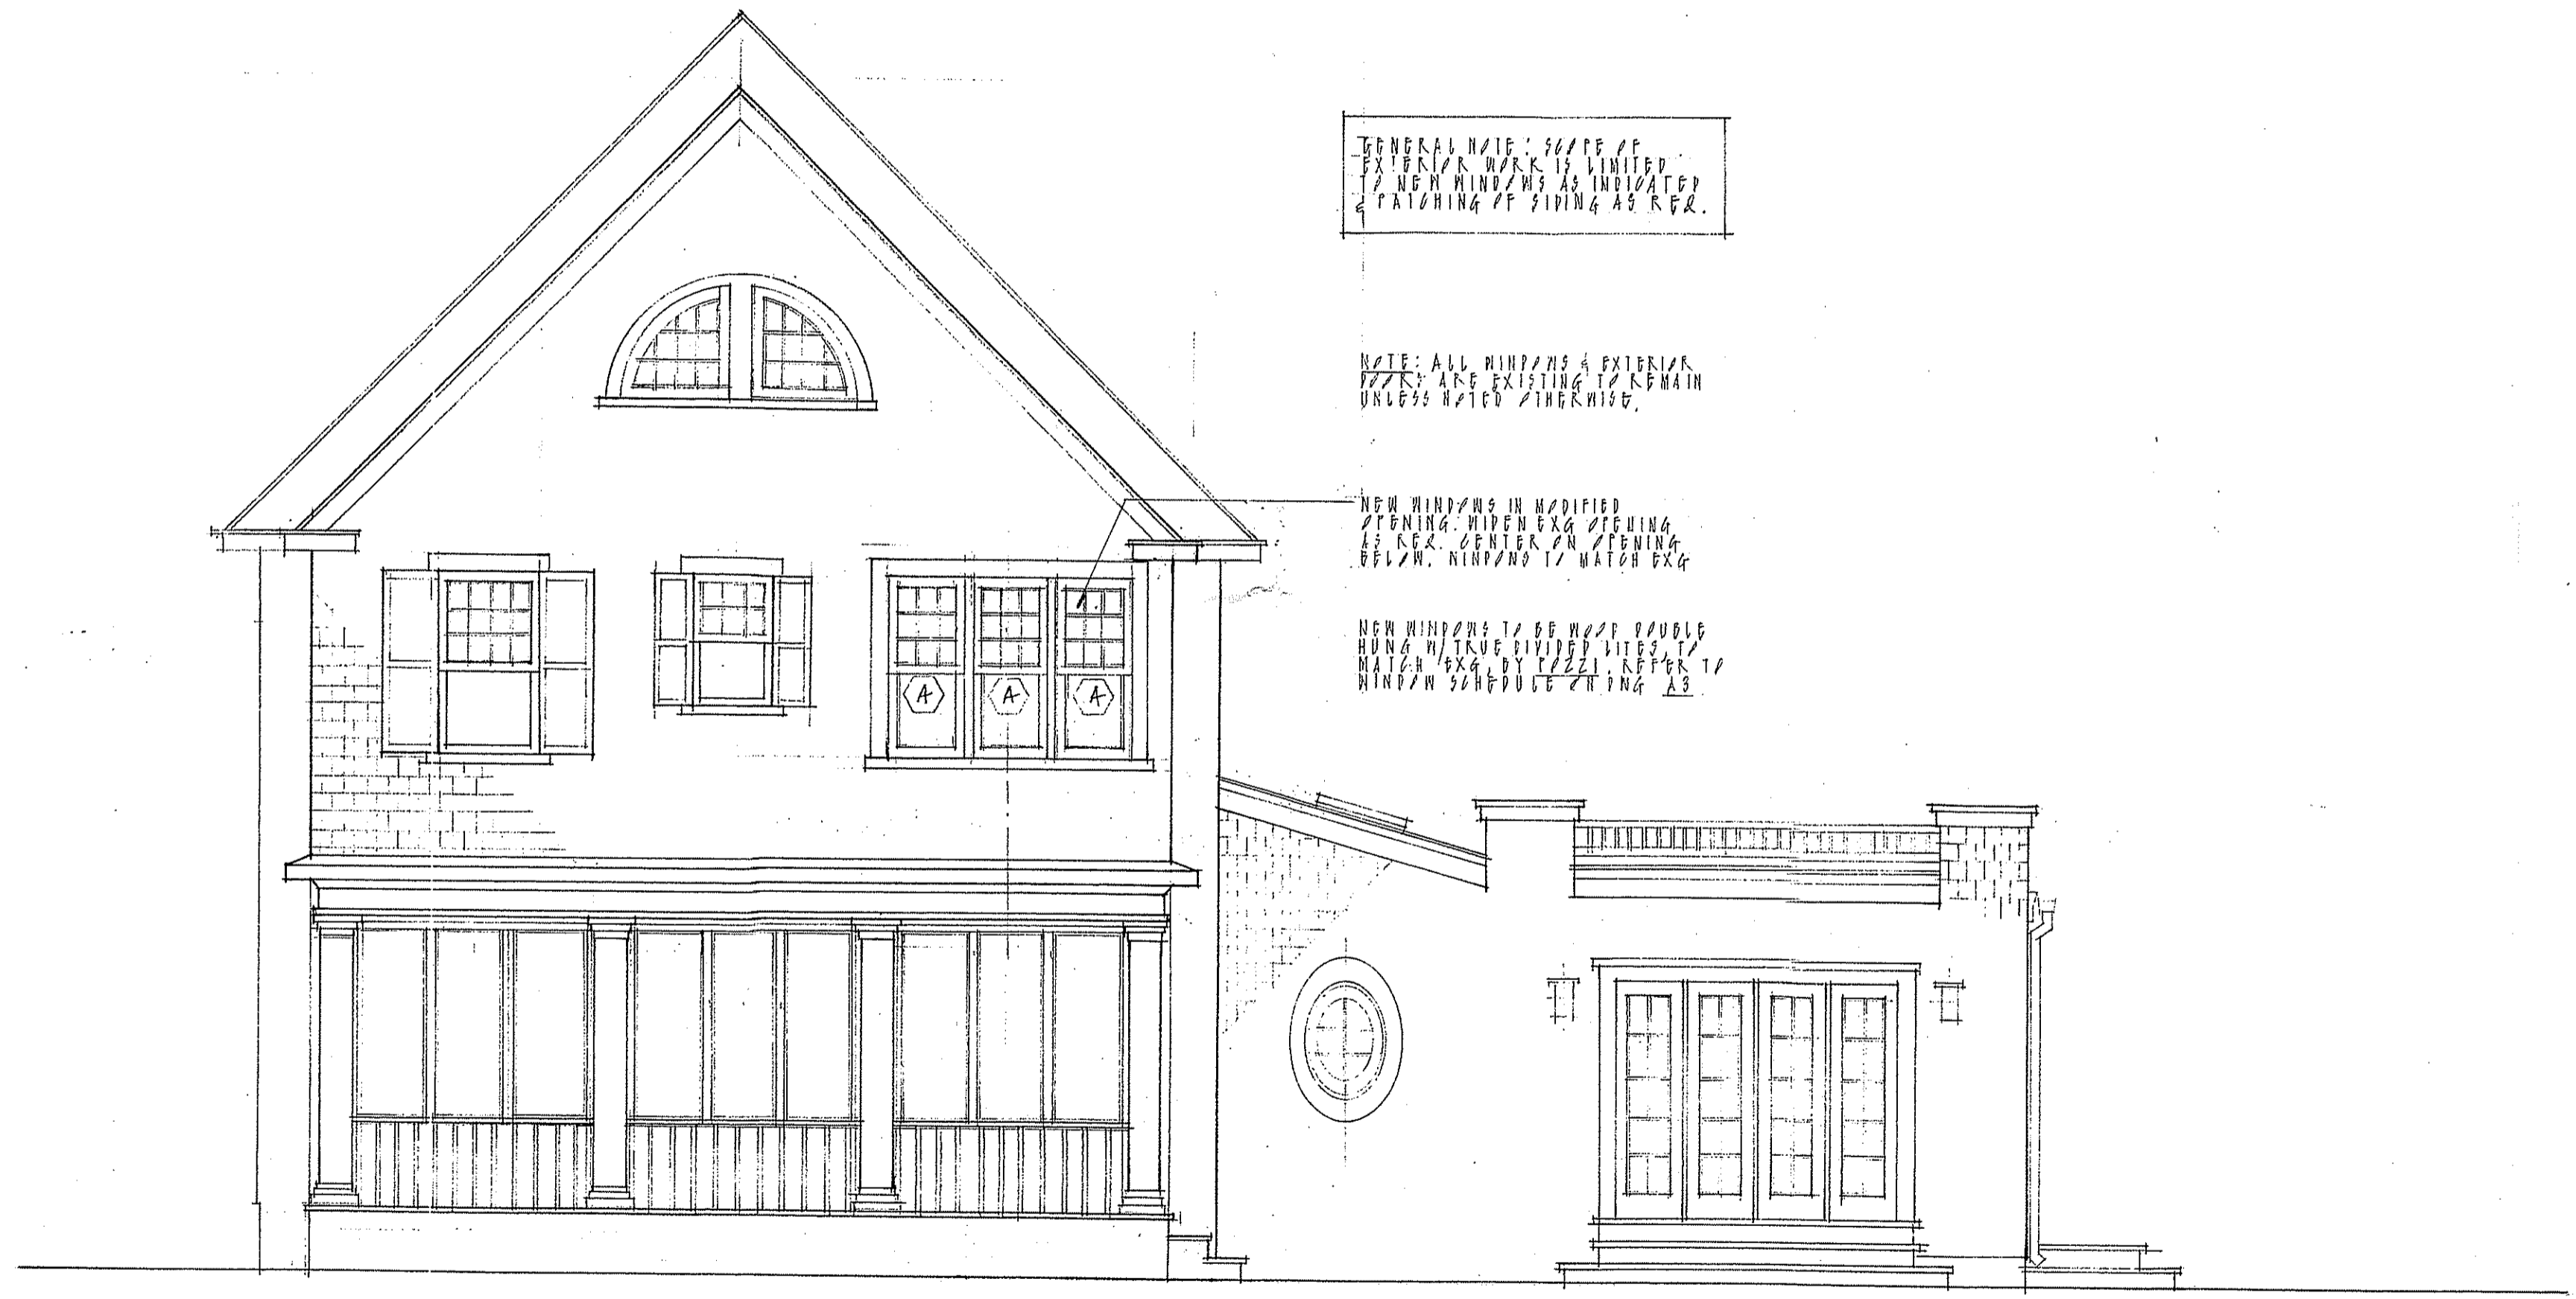 GENERAL NOTE: SCOPE OF
EXTERIOR WORK IS LIMITED
TO NEW WINDOWS AS INDICATED
& PATCHING OF SIDING AS REQ.
NOTE: ALL WINDOWS & EXTERIOR
DOORS ARE EXISTING TO REMAIN
UNLESS NOTED OTHERWISE.
NEW WINDOWS IN MODIFIED
OPENING. WIDEN EXG OPENING
AS REQ. CENTER ON OPENING
BELOW. WINDOWS TO MATCH EXG
NEW WINDOWS TO BE WOOD DOUBLE
HUNG W/ TRUE DIVIDED LITES, TO
MATCH EXG, BY POZZI. REFER TO
WINDOW SCHEDULE ON DWG A3
A A A